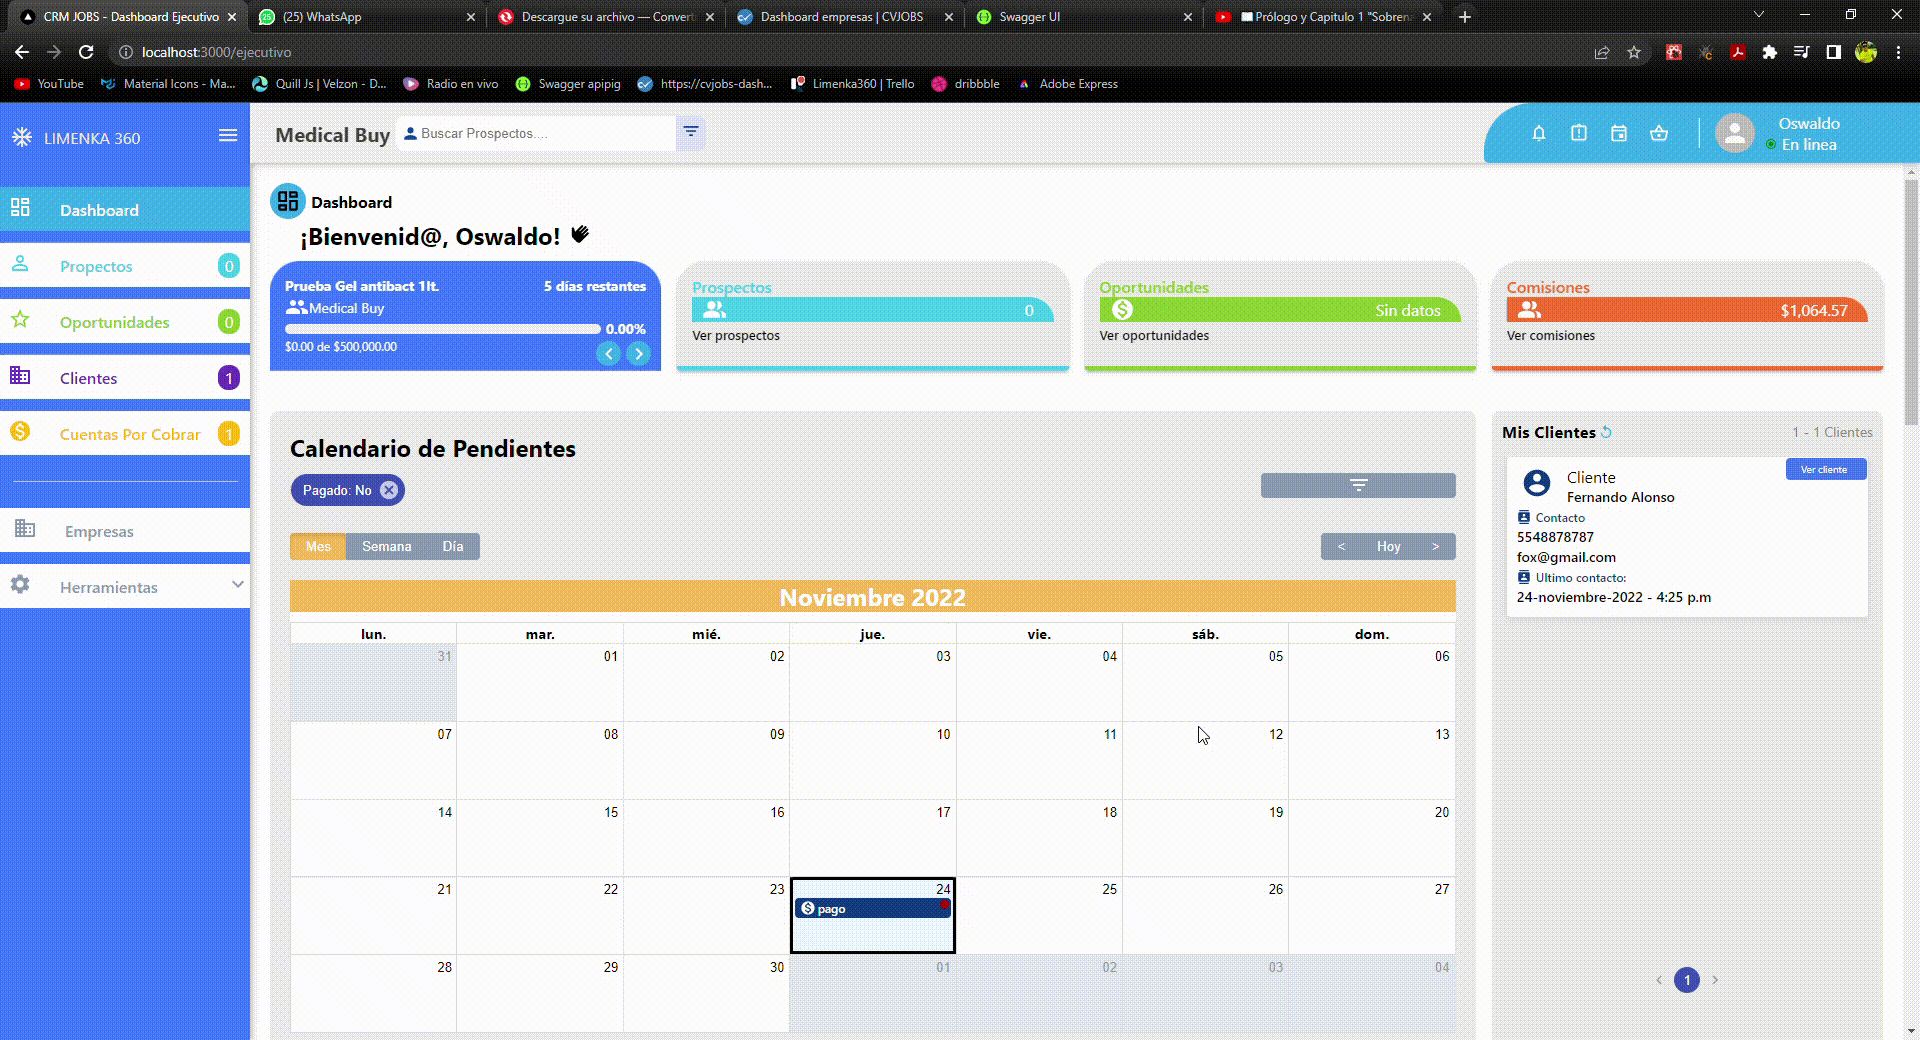 CRM JOBS - Dashboard Ejecutivo
(25) WhatsApp
Descargue su archivo — Convert
Dashboard empresas | CVJOBS
Swagger UI
Prólogo y Capitulo 1 "Sobren
localhost:3000/ejecutivo
YouTube
Material Icons - Ma...
Quill Js | Velzon - D...
Radio en vivo
Swagger apipig
https://cvjobs-dash...
Limenka360 | Trello
dribbble
Adobe Express
LIMENKA 360
Medical Buy
Buscar Prospectos....
Oswaldo
En linea
Dashboard
Propectos 0
Oportunidades 0
Clientes 1
Cuentas Por Cobrar 1
Empresas
Herramientas
Dashboard
¡Bienvenid@, Oswaldo!
Prueba Gel antibact 1lt. 5 días restantes
Medical Buy
0.00%
$0.00 de $500,000.00
Prospectos
0
Ver prospectos
Oportunidades
Sin datos
Ver oportunidades
Comisiones
$1,064.57
Ver comisiones
Calendario de Pendientes
Pagado: No
Mes Semana Día
< Hoy >
Noviembre 2022
lun. mar. mié. jue. vie. sáb. dom.
31 01 02 03 04 05 06
07 08 09 10 11 12 13
14 15 16 17 18 19 20
21 22 23 24 25 26 27
pago
28 29 30 01 02 03 04
Mis Clientes 1 - 1 Clientes
Ver cliente
Cliente
Fernando Alonso
Contacto
5548878787
fox@gmail.com
Ultimo contacto:
24-noviembre-2022 - 4:25 p.m
1